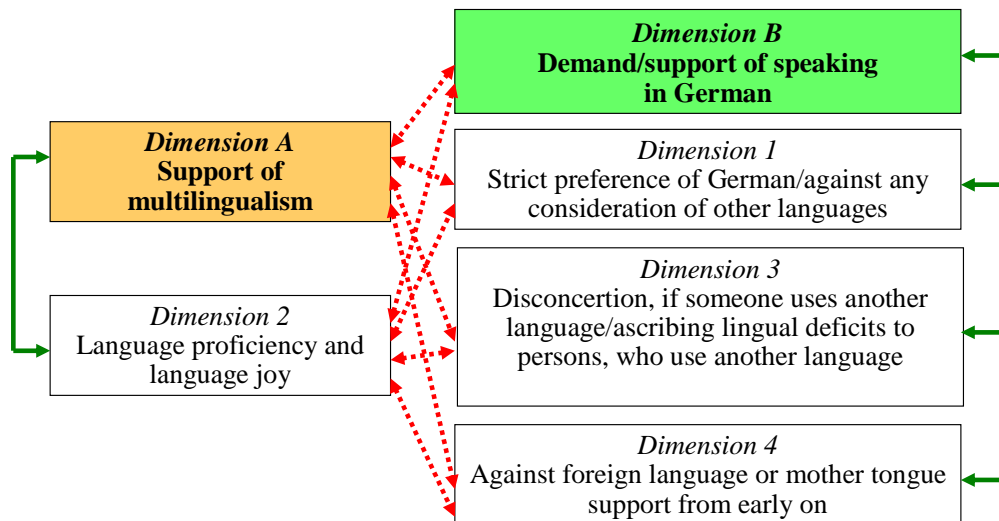 Dimension B
Demand/support of speaking
in German
Dimension A
Support of
multilingualism
Dimension 1
Strict preference of German/against any
consideration of other languages
Dimension 2
Language proficiency and
language joy
Dimension 3
Disconcertion, if someone uses another
language/ascribing lingual deficits to
persons, who use another language
Dimension 4
Against foreign language or mother tongue
support from early on